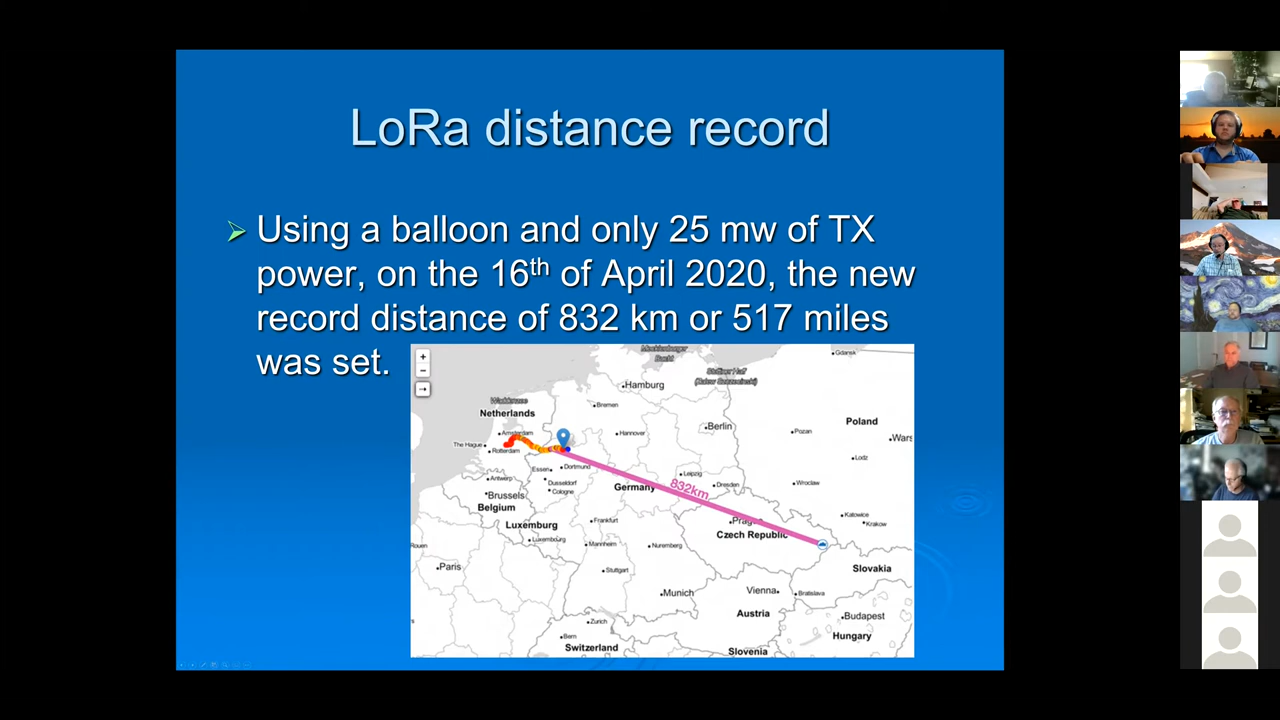 LoRa distance record
Using a balloon and only 25 mw of TX
power, on the 16th of April 2020, the new
record distance of 832 km or 517 miles
was set.
+
−
Gdansk
Hamburg
Netherlands
Bremen
Berlin
Poland
Amsterdam
Hannover
Poznan
Wars
The Hague
Rotterdam
Lodz
Essen
Dortmund
Leipzig
Antwerp
Dusseldorf
832km
Dresden
Wroclaw
Germany
Cologne
Brussels
Belgium
Katowice
Luxemburg
Frankfurt
Prague
Krakow
Czech Republic
Luxembourg
Mannheim
Nuremberg
Rouen
Paris
Stuttgart
Slovakia
Munich
Vienna
Bratislava
Austria
Budapest
Zurich
Bern
Hungary
Switzerland
Slovenia